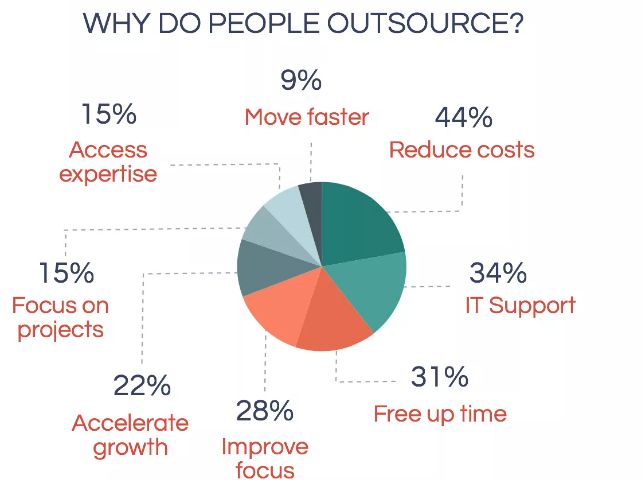 WHY DO PEOPLE OUTSOURCE?
9%
Move faster
44%
Reduce costs
34%
IT Support
31%
Free up time
28%
Improve
focus
22%
Accelerate
growth
15%
Focus on
projects
15%
Access
expertise